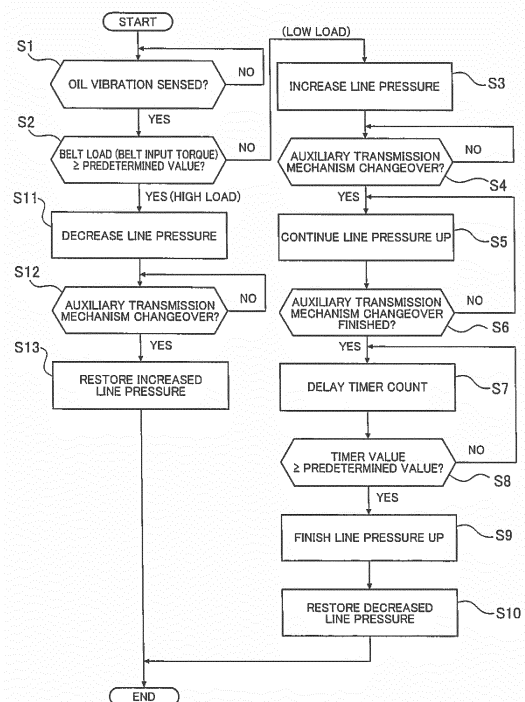 START
S1
OIL VIBRATION SENSED?
NO
YES
S2
BELT LOAD (BELT INPUT TORQUE)
≥ PREDETERMINED VALUE?
NO
YES (HIGH LOAD)
S11
DECREASE LINE PRESSURE
S12
AUXILIARY TRANSMISSION
MECHANISM CHANGEOVER?
NO
YES
S13
RESTORE INCREASED
LINE PRESSURE
(LOW LOAD)
INCREASE LINE PRESSURE
S3
AUXILIARY TRANSMISSION
MECHANISM CHANGEOVER?
NO
S4
YES
CONTINUE LINE PRESSURE UP
S5
AUXILIARY TRANSMISSION
MECHANISM CHANGEOVER
FINISHED?
NO
S6
YES
DELAY TIMER COUNT
S7
TIMER VALUE
≥ PREDETERMINED VALUE?
NO
S8
YES
FINISH LINE PRESSURE UP
S9
RESTORE DECREASED
LINE PRESSURE
S10
END